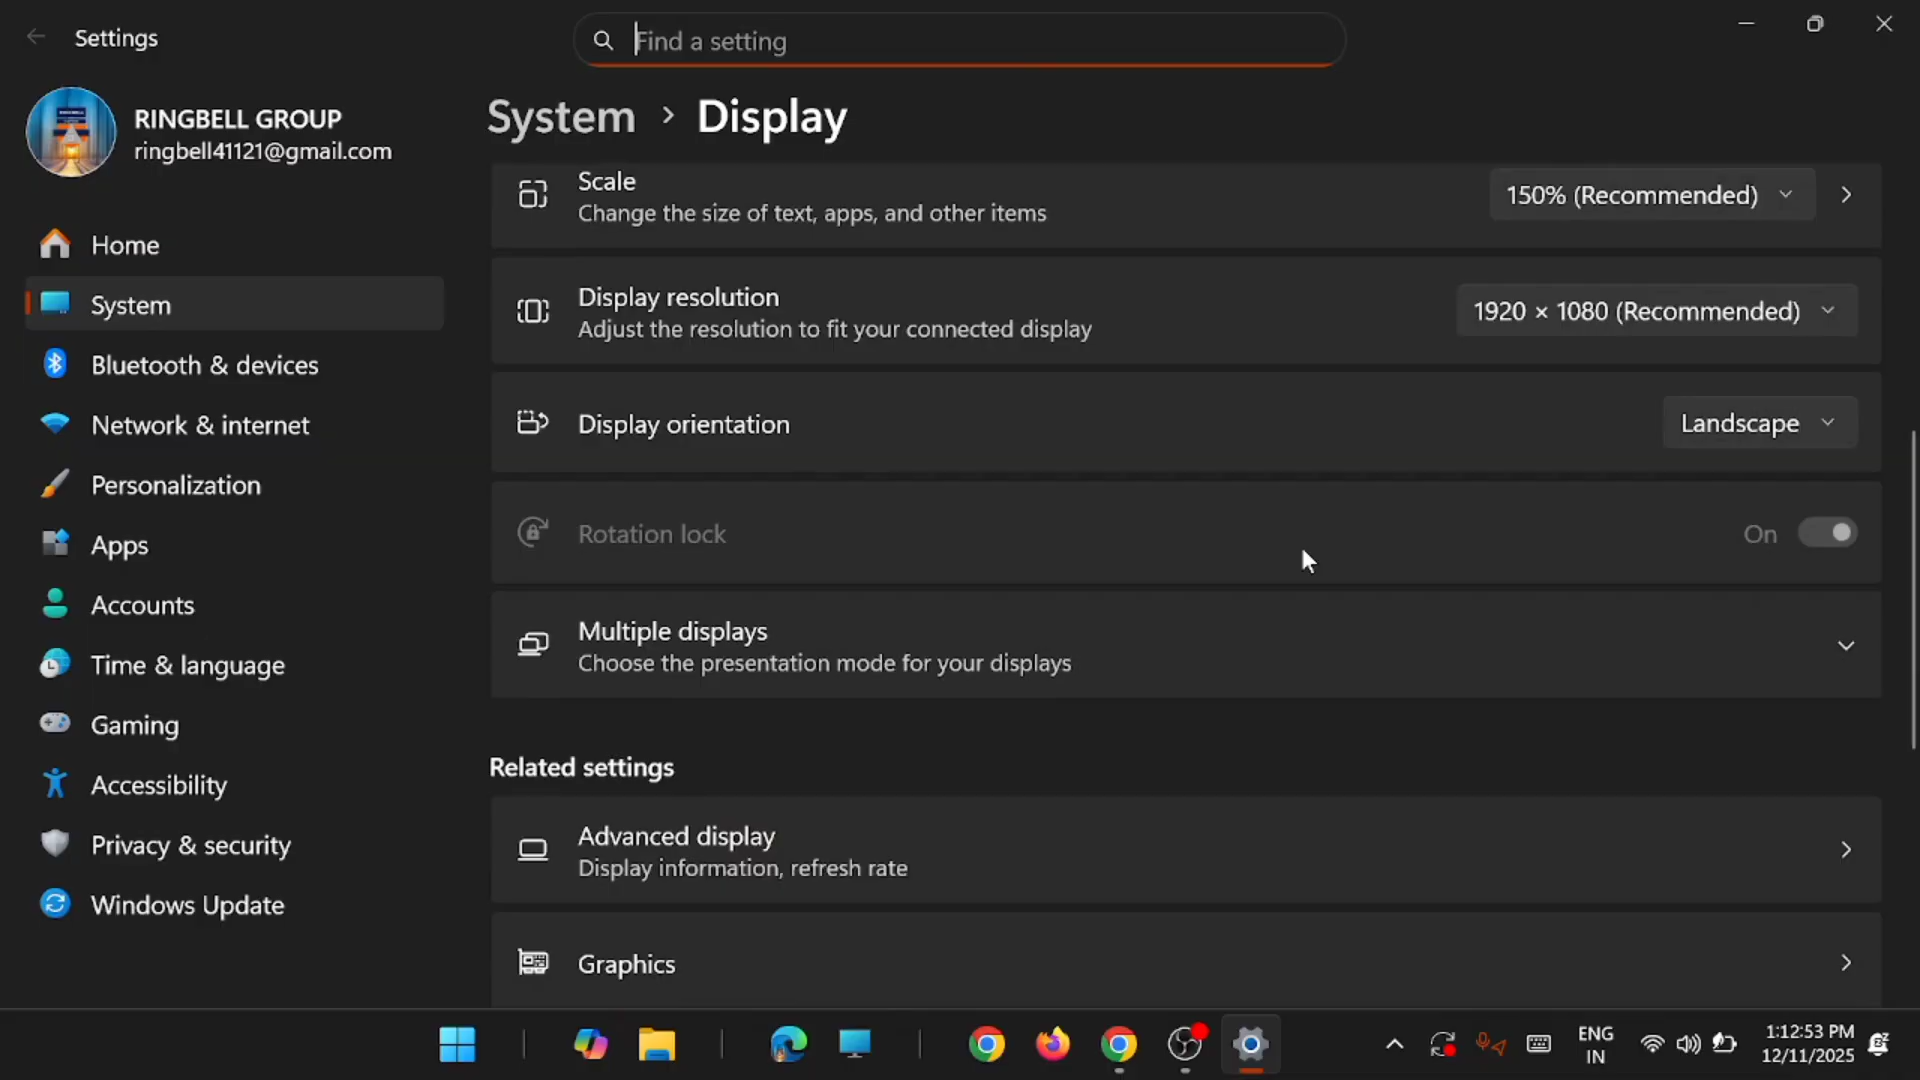 Settings
Find a setting
RINGBELL GROUP
ringbell41121@gmail.com
Home
System
Bluetooth & devices
Network & internet
Personalization
Apps
Accounts
Time & language
Gaming
Accessibility
Privacy & security
Windows Update
System > Display
Scale
Change the size of text, apps, and other items
150% (Recommended)
Display resolution
Adjust the resolution to fit your connected display
1920 × 1080 (Recommended)
Display orientation
Landscape
Rotation lock
On
Multiple displays
Choose the presentation mode for your displays
Related settings
Advanced display
Display information, refresh rate
Graphics
ENG
IN
1:12:53 PM
12/11/2025